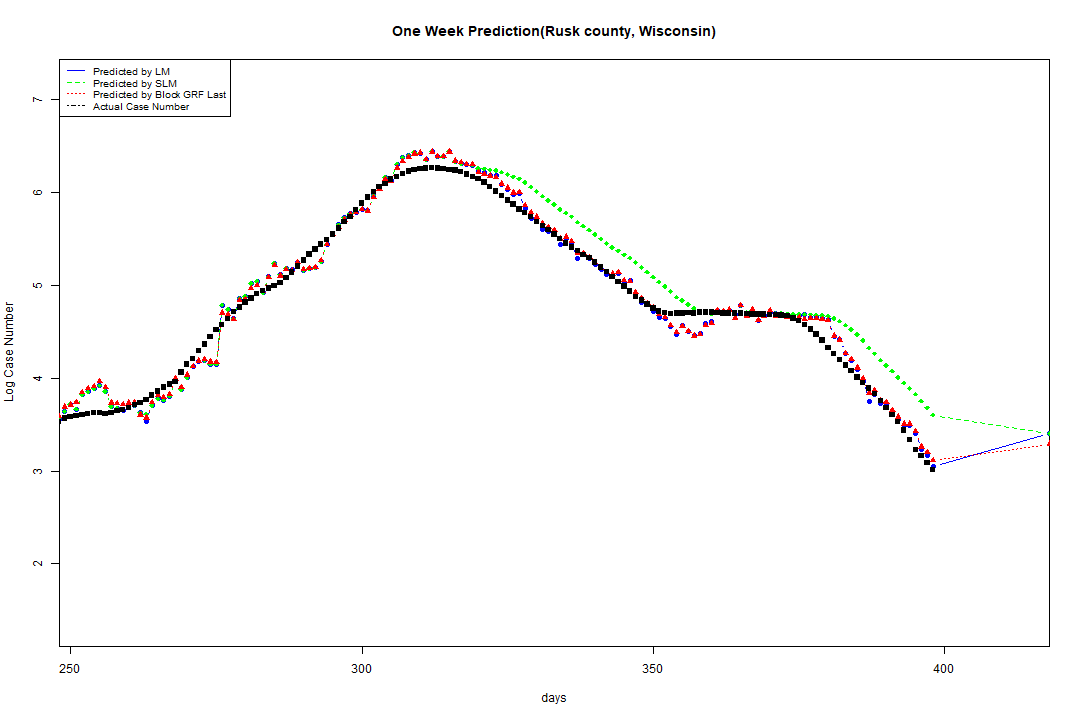 One Week Prediction(Rusk county, Wisconsin)
Predicted by LM
Predicted by SLM
Predicted by Block GRF Last
Actual Case Number
7
6
5
4
3
2
Log Case Number
250
300
350
400
days